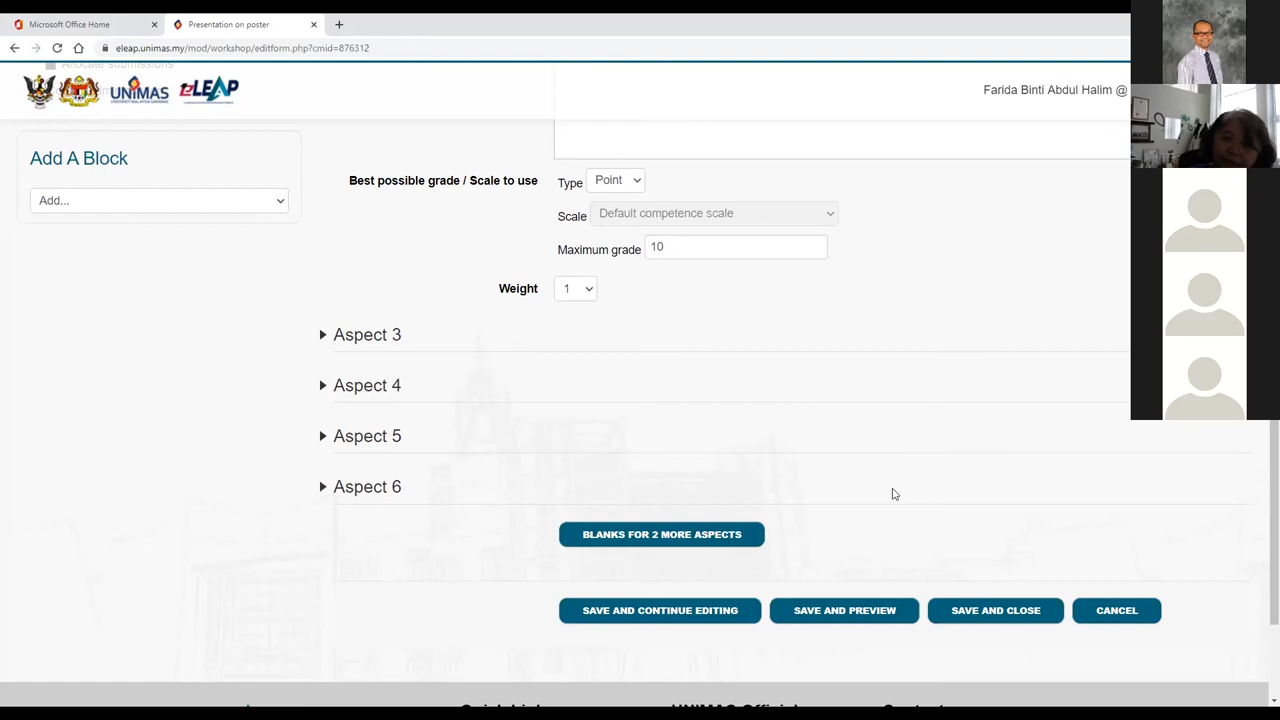 Microsoft Office Home
Presentation on poster
eleap.unimas.my/mod/workshop/editform.php?cmid=876312
Allocate submissions
UNIMAS
eLEAP
Farida Binti Abdul Halim @
Add A Block
Add...
Best possible grade / Scale to use
Type Point
Scale Default competence scale
Maximum grade 10
Weight 1
Aspect 3
Aspect 4
Aspect 5
Aspect 6
BLANKS FOR 2 MORE ASPECTS
SAVE AND CONTINUE EDITING SAVE AND PREVIEW SAVE AND CLOSE CANCEL